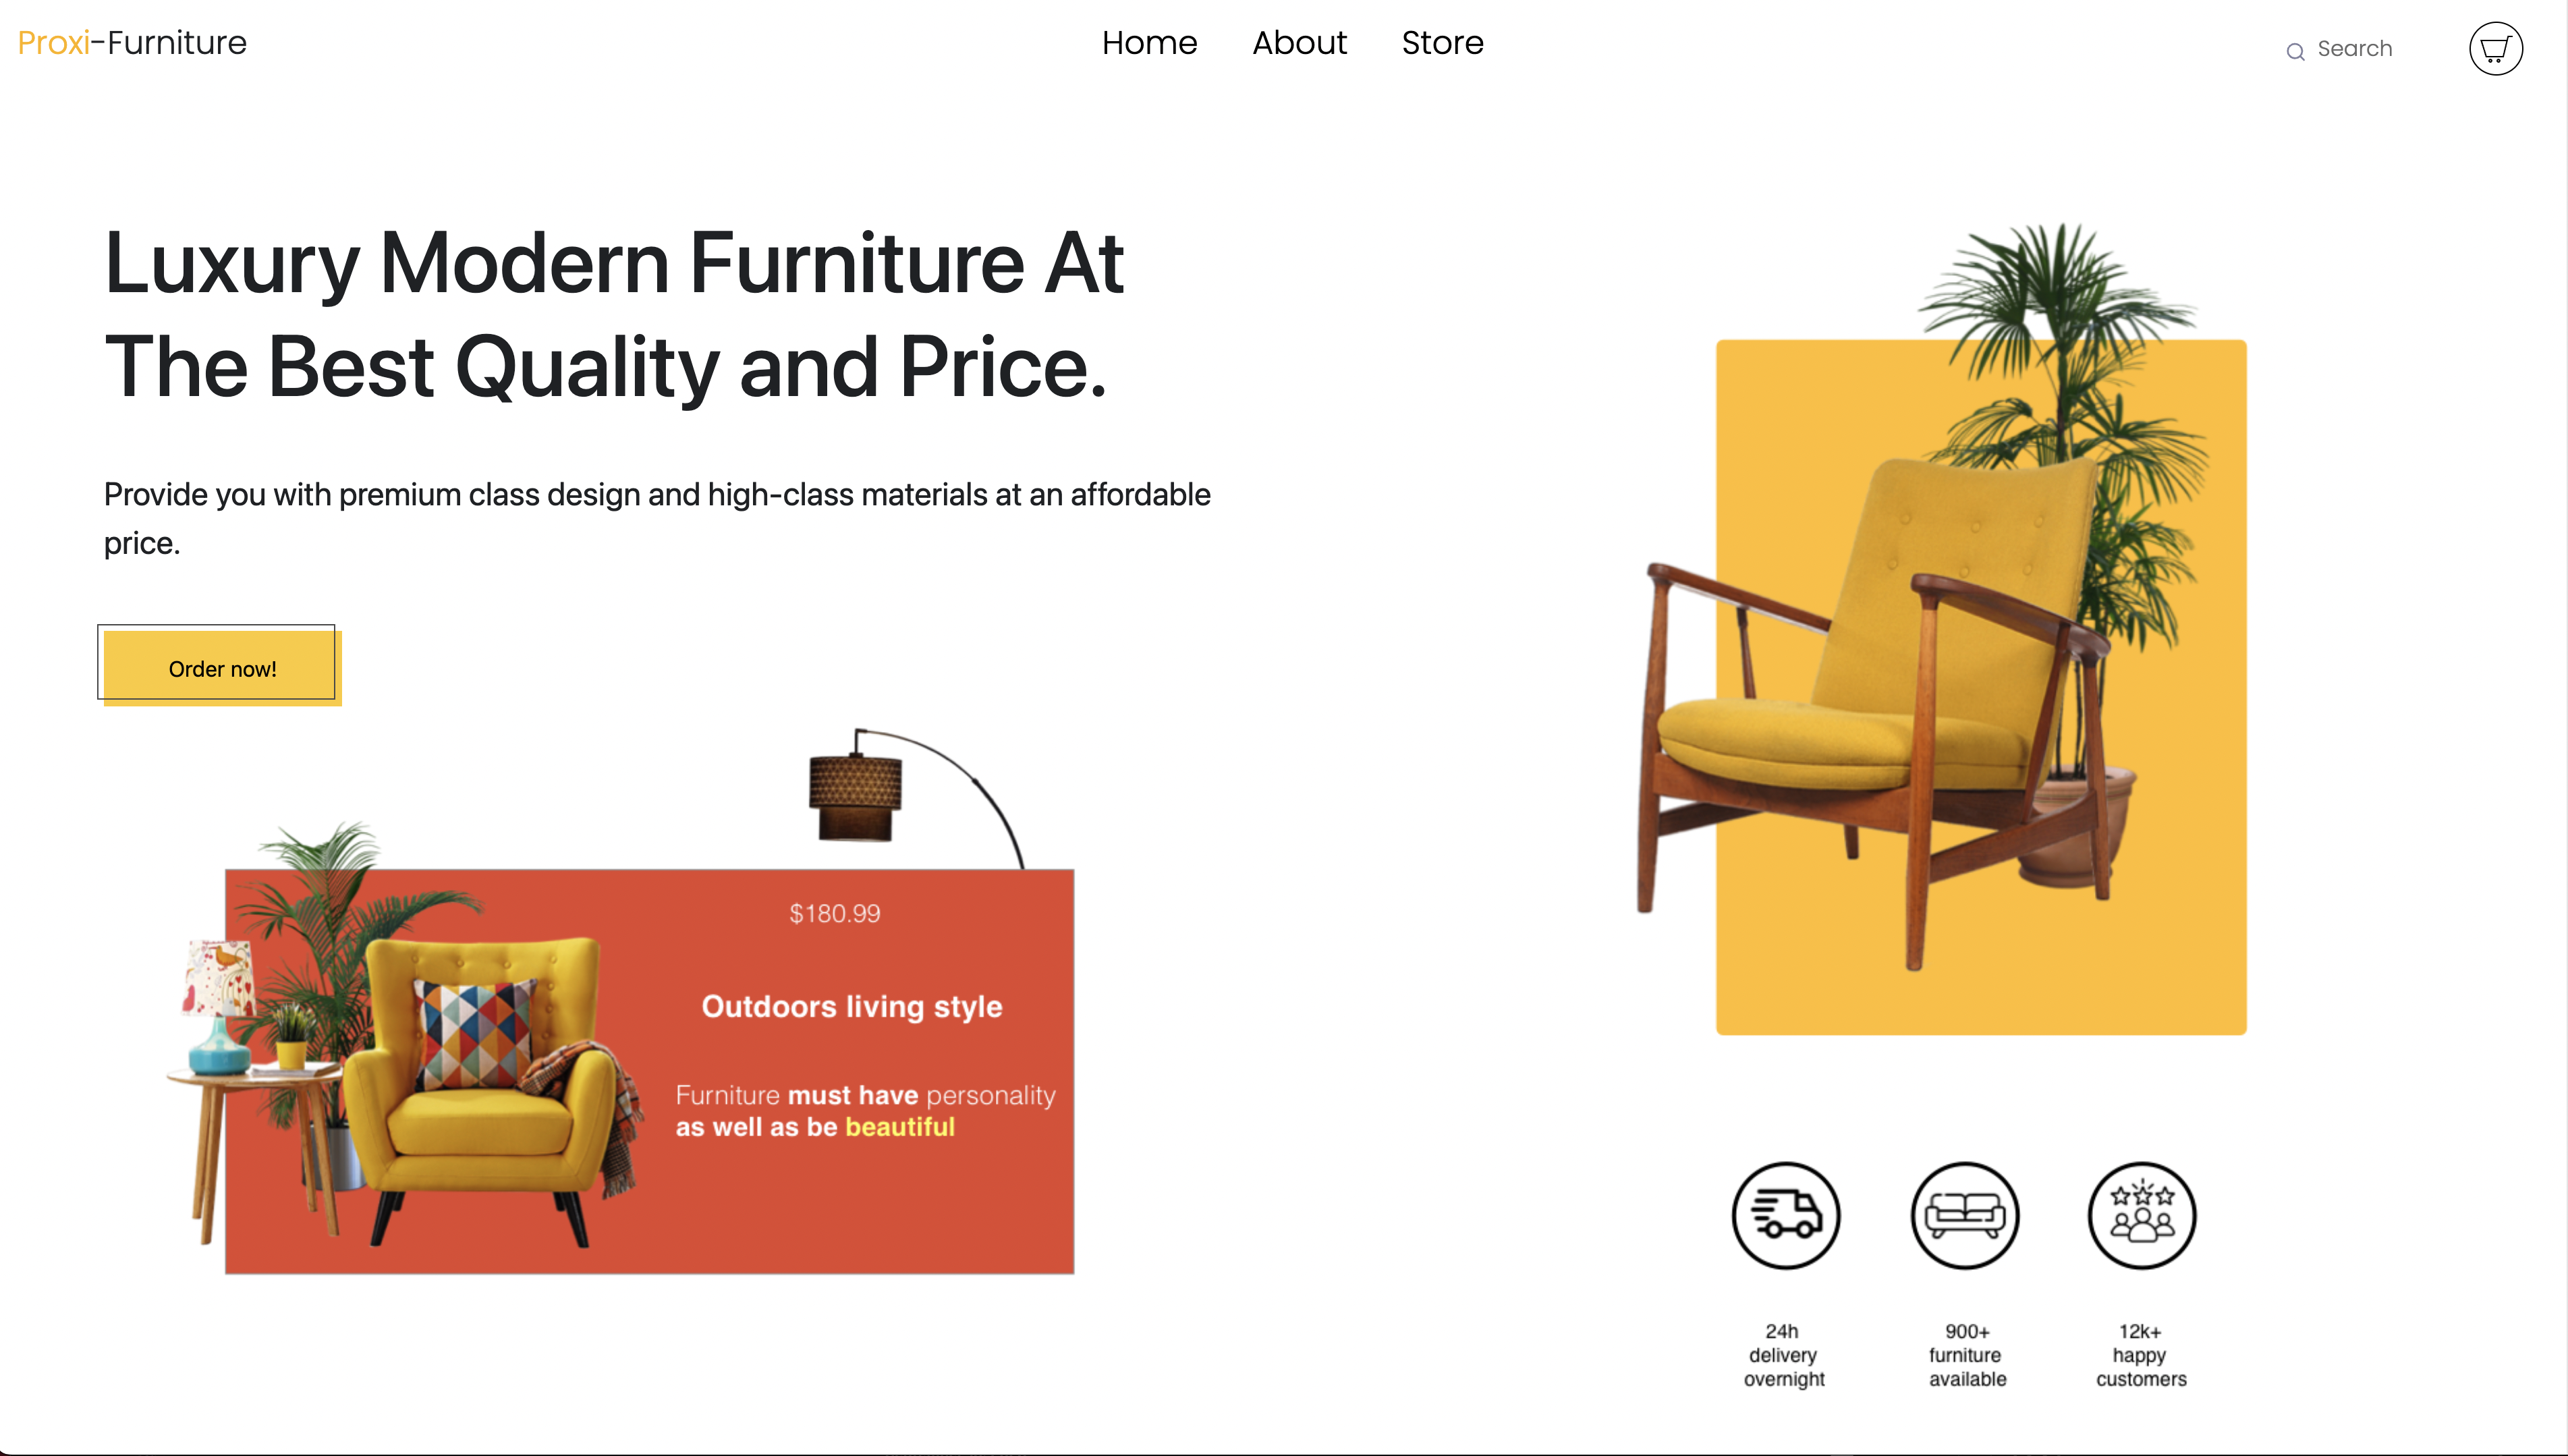 Proxi-Furniture
Home About Store
Search
Luxury Modern Furniture At
The Best Quality and Price.
Provide you with premium class design and high-class materials at an affordable
price.
Order now!
$180.99
Outdoors living style
Furniture must have personality
as well as be beautiful
24h
delivery
overnight
900+
furniture
available
12k+
happy
customers